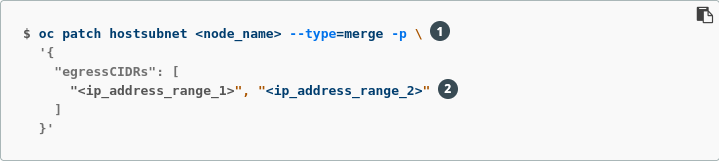 $ oc patch hostsubnet <node_name> --type=merge -p \ 1
'{
"egressCIDRs": [
"<ip_address_range_1>", "<ip_address_range_2>" 2
]
}'